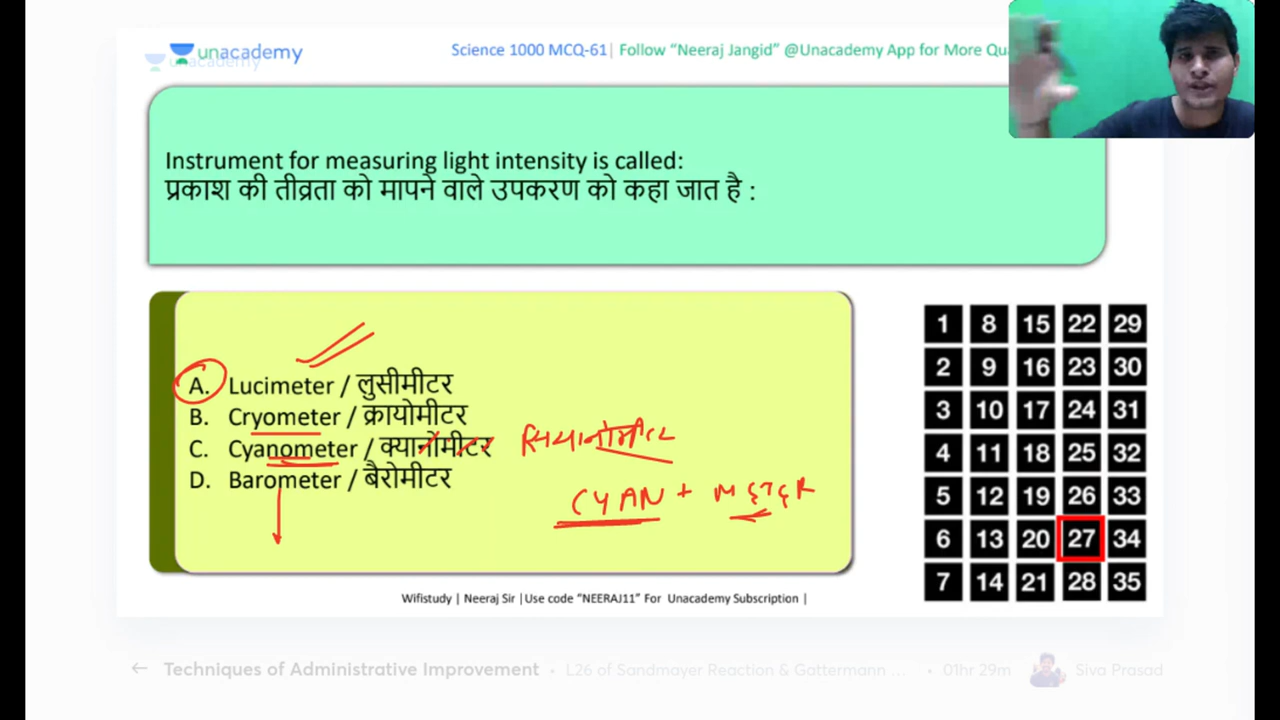 unacademy
Science 1000 MCQ-61| Follow “Neeraj Jangid” @Unacademy App for More Qu
Instrument for measuring light intensity is called:
प्रकाश की तीव्रता को मापने वाले उपकरण को कहा जात है :
A. Lucimeter / लुसीमीटर
B. Cryometer / क्रायोमीटर
C. Cyanometer / क्यानोमीटर
D. Barometer / बैरोमीटर
CYAN + METER
1 8 15 22 29
2 9 16 23 30
3 10 17 24 31
4 11 18 25 32
5 12 19 26 33
6 13 20 27 34
7 14 21 28 35
Wifistudy | Neeraj Sir |Use code “NEERAJ11” For Unacademy Subscription |
← Techniques of Administrative Improvement • L26 of Sandmayer Reaction & Gattermann ... • 01hr 29m Siva Prasad